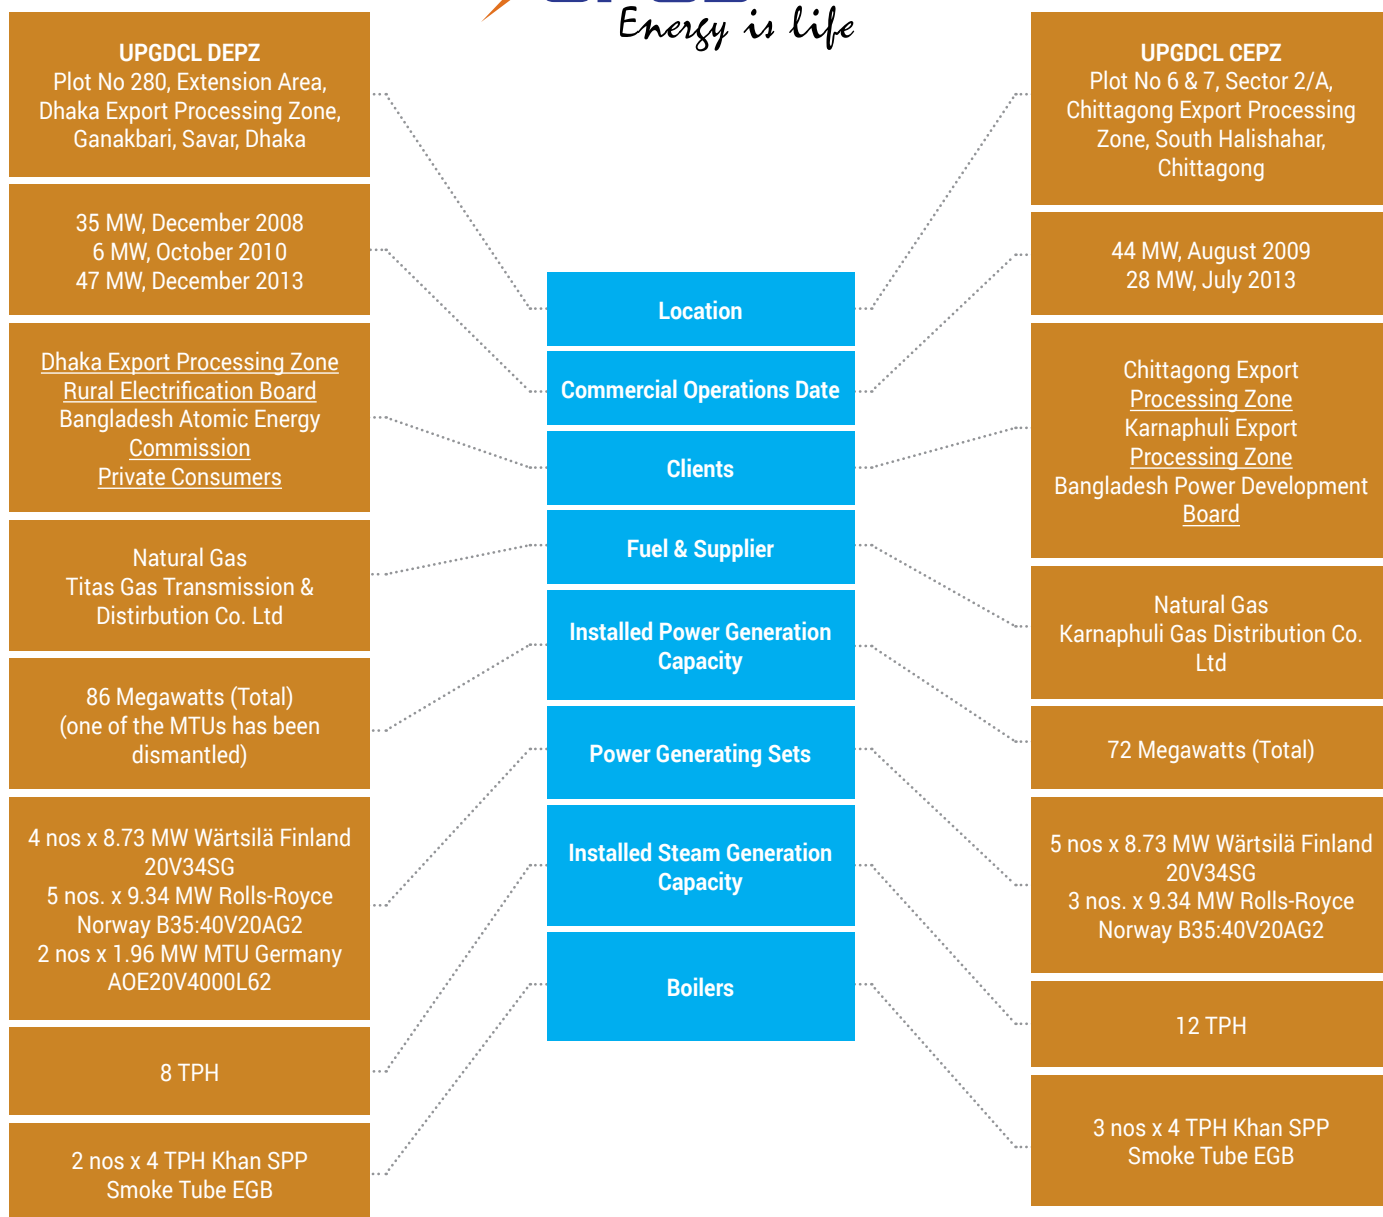 Energy is life
UPGDCL DEPZ
Plot No 280, Extension Area,
Dhaka Export Processing Zone,
Ganakbari, Savar, Dhaka
35 MW, December 2008
6 MW, October 2010
47 MW, December 2013
Dhaka Export Processing Zone
Rural Electrification Board
Bangladesh Atomic Energy
Commission
Private Consumers
Natural Gas
Titas Gas Transmission &
Distirbution Co. Ltd
86 Megawatts (Total)
(one of the MTUs has been
dismantled)
4 nos x 8.73 MW Wärtsilä Finland
20V34SG
5 nos. x 9.34 MW Rolls-Royce
Norway B35:40V20AG2
2 nos x 1.96 MW MTU Germany
AOE20V4000L62
8 TPH
2 nos x 4 TPH Khan SPP
Smoke Tube EGB
Location
Commercial Operations Date
Clients
Fuel & Supplier
Installed Power Generation
Capacity
Power Generating Sets
Installed Steam Generation
Capacity
Boilers
UPGDCL CEPZ
Plot No 6 & 7, Sector 2/A,
Chittagong Export Processing
Zone, South Halishahar,
Chittagong
44 MW, August 2009
28 MW, July 2013
Chittagong Export
Processing Zone
Karnaphuli Export
Processing Zone
Bangladesh Power Development
Board
Natural Gas
Karnaphuli Gas Distribution Co.
Ltd
72 Megawatts (Total)
5 nos x 8.73 MW Wärtsilä Finland
20V34SG
3 nos. x 9.34 MW Rolls-Royce
Norway B35:40V20AG2
12 TPH
3 nos x 4 TPH Khan SPP
Smoke Tube EGB